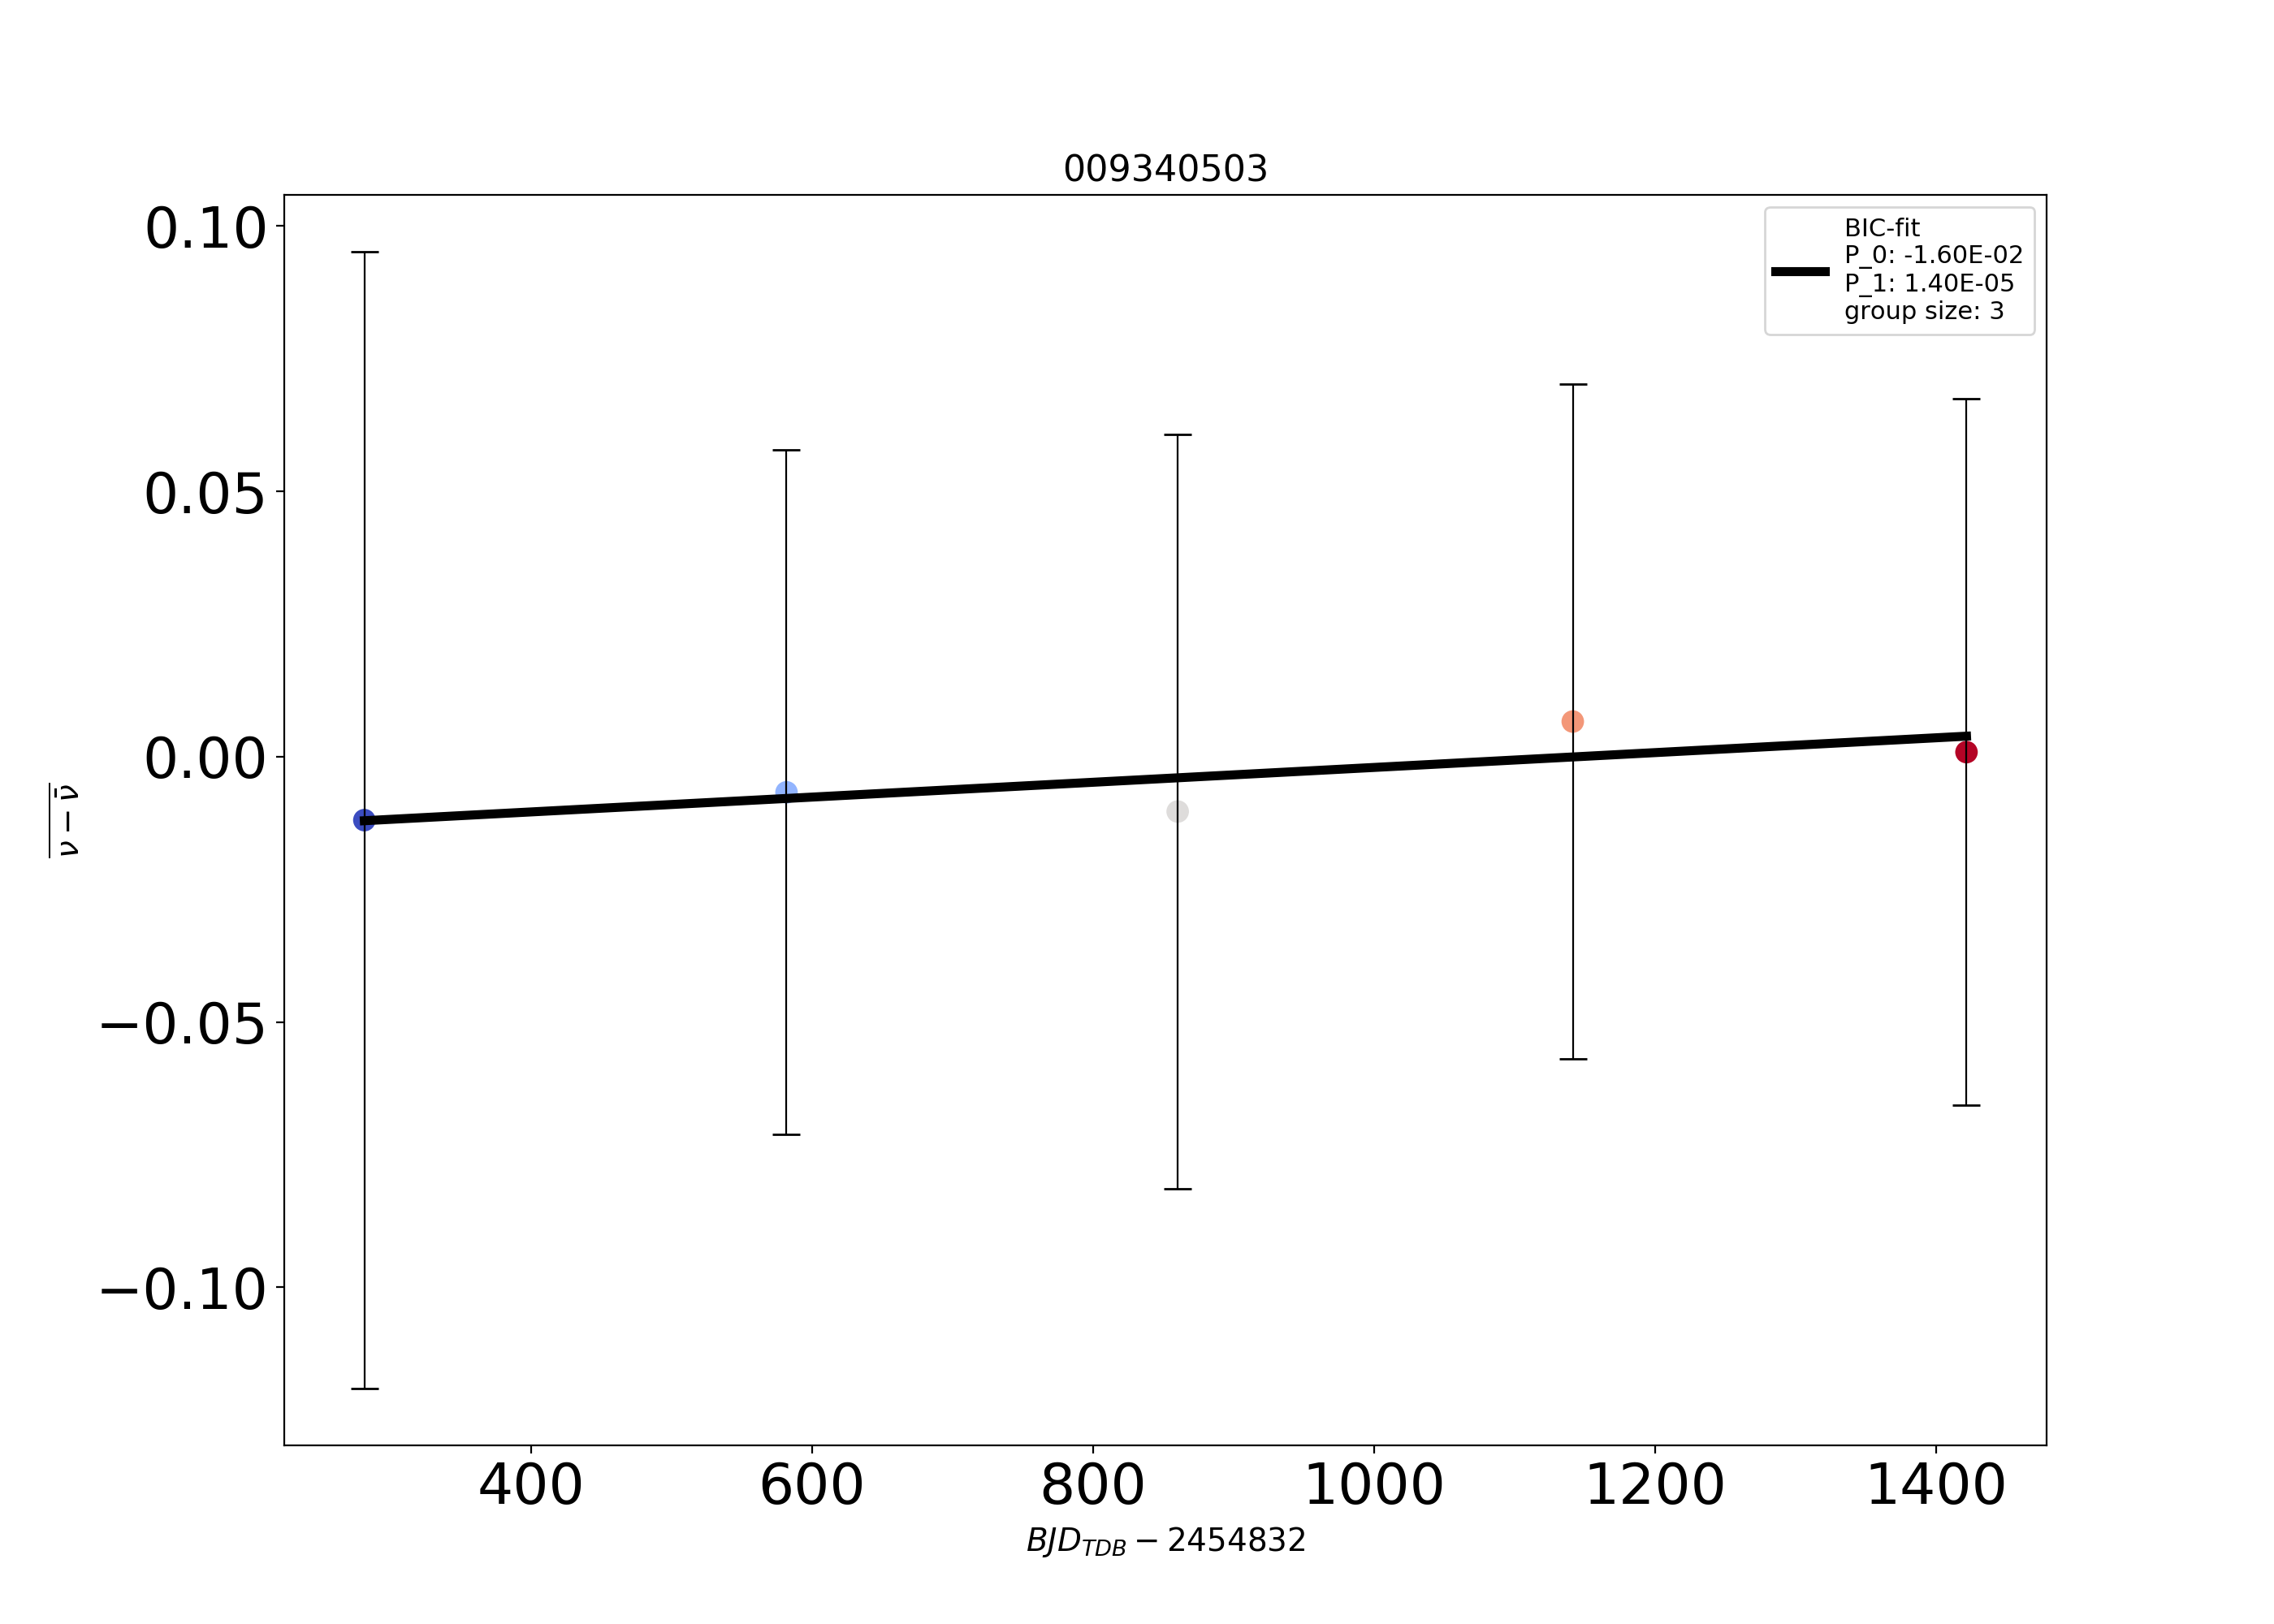 009340503
0.10
0.05
0.00
−0.05
−0.10
BIC-fit
P_0: -1.60E-02
P_1: 1.40E-05
group size: 3
ν − ν̄
400 600 800 1000 1200 1400
BJD_TDB − 2454832